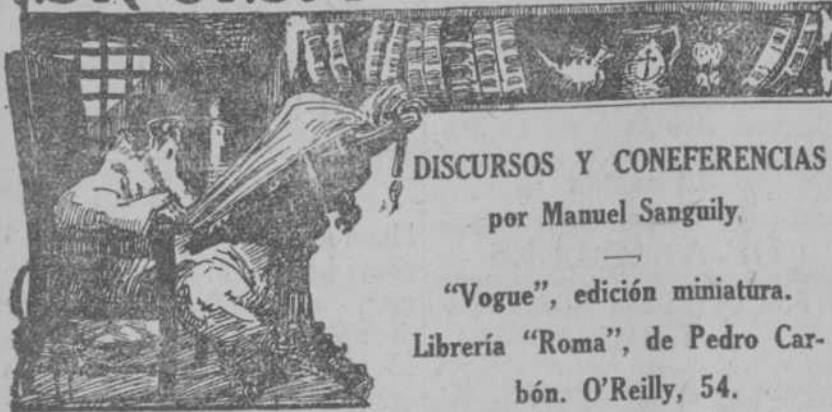 DISCURSOS Y CONEFERENCIAS
por Manuel Sanguily.
"Vogue", edición miniatura.
Librería "Roma", de Pedro Car-
bón. O'Reilly, 54.